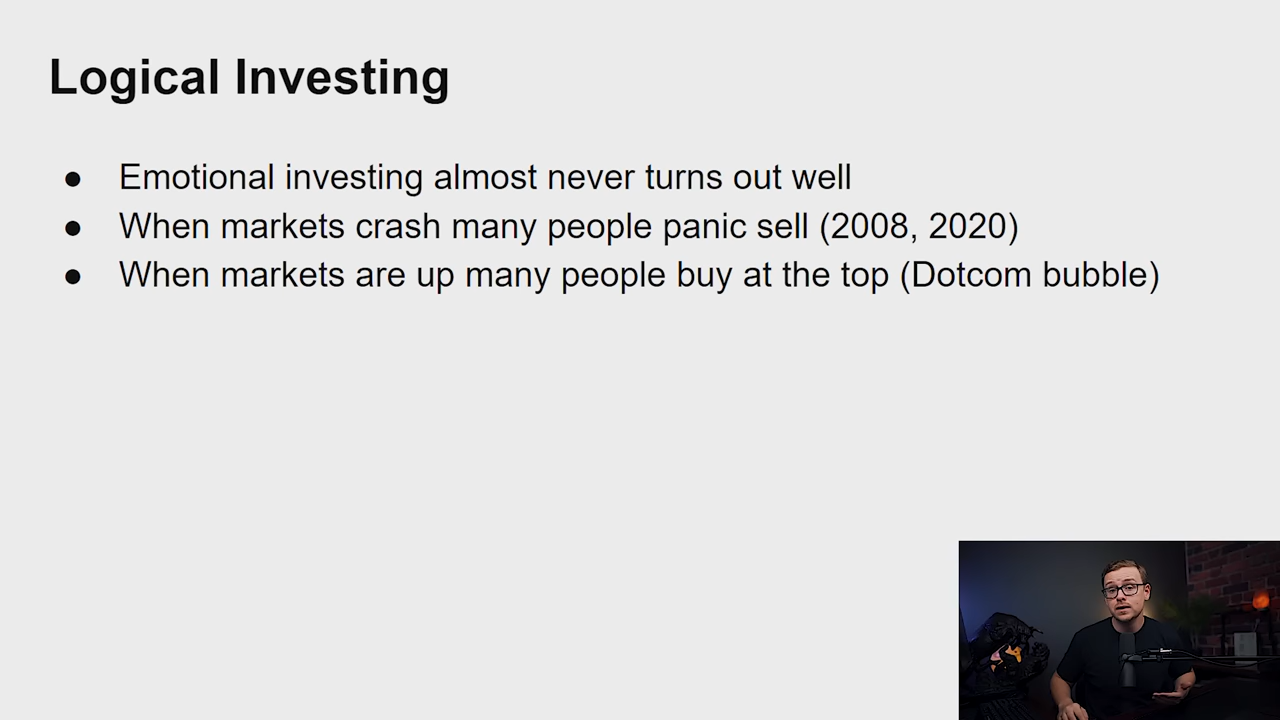 Logical Investing
● Emotional investing almost never turns out well
● When markets crash many people panic sell (2008, 2020)
● When markets are up many people buy at the top (Dotcom bubble)